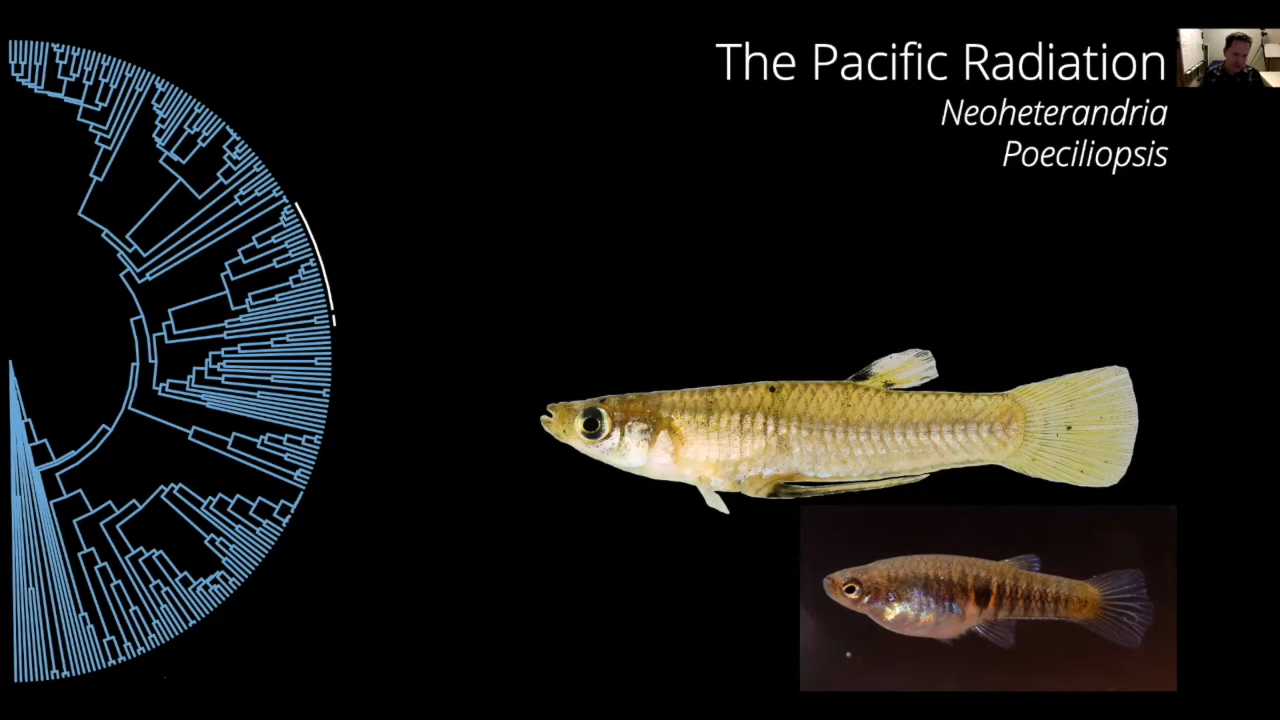 The Pacific Radiation
Neoheterandria
Poeciliopsis